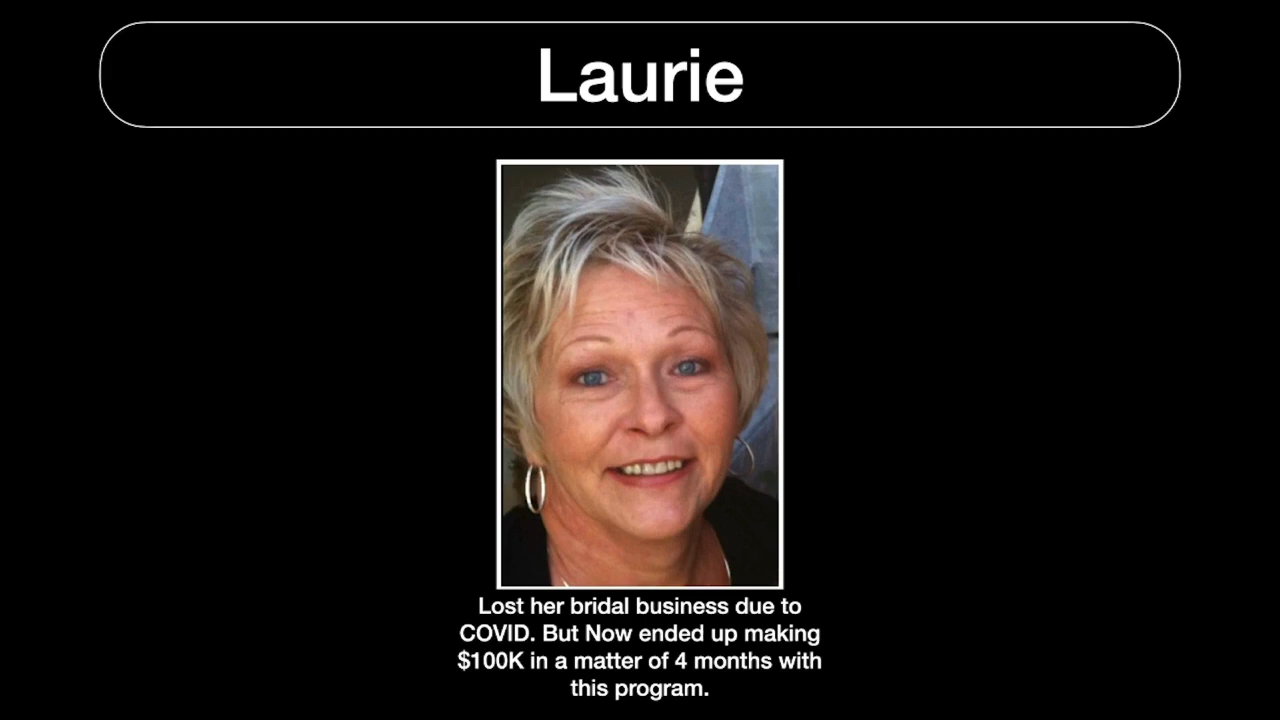 Laurie
Lost her bridal business due to
COVID. But Now ended up making
$100K in a matter of 4 months with
this program.